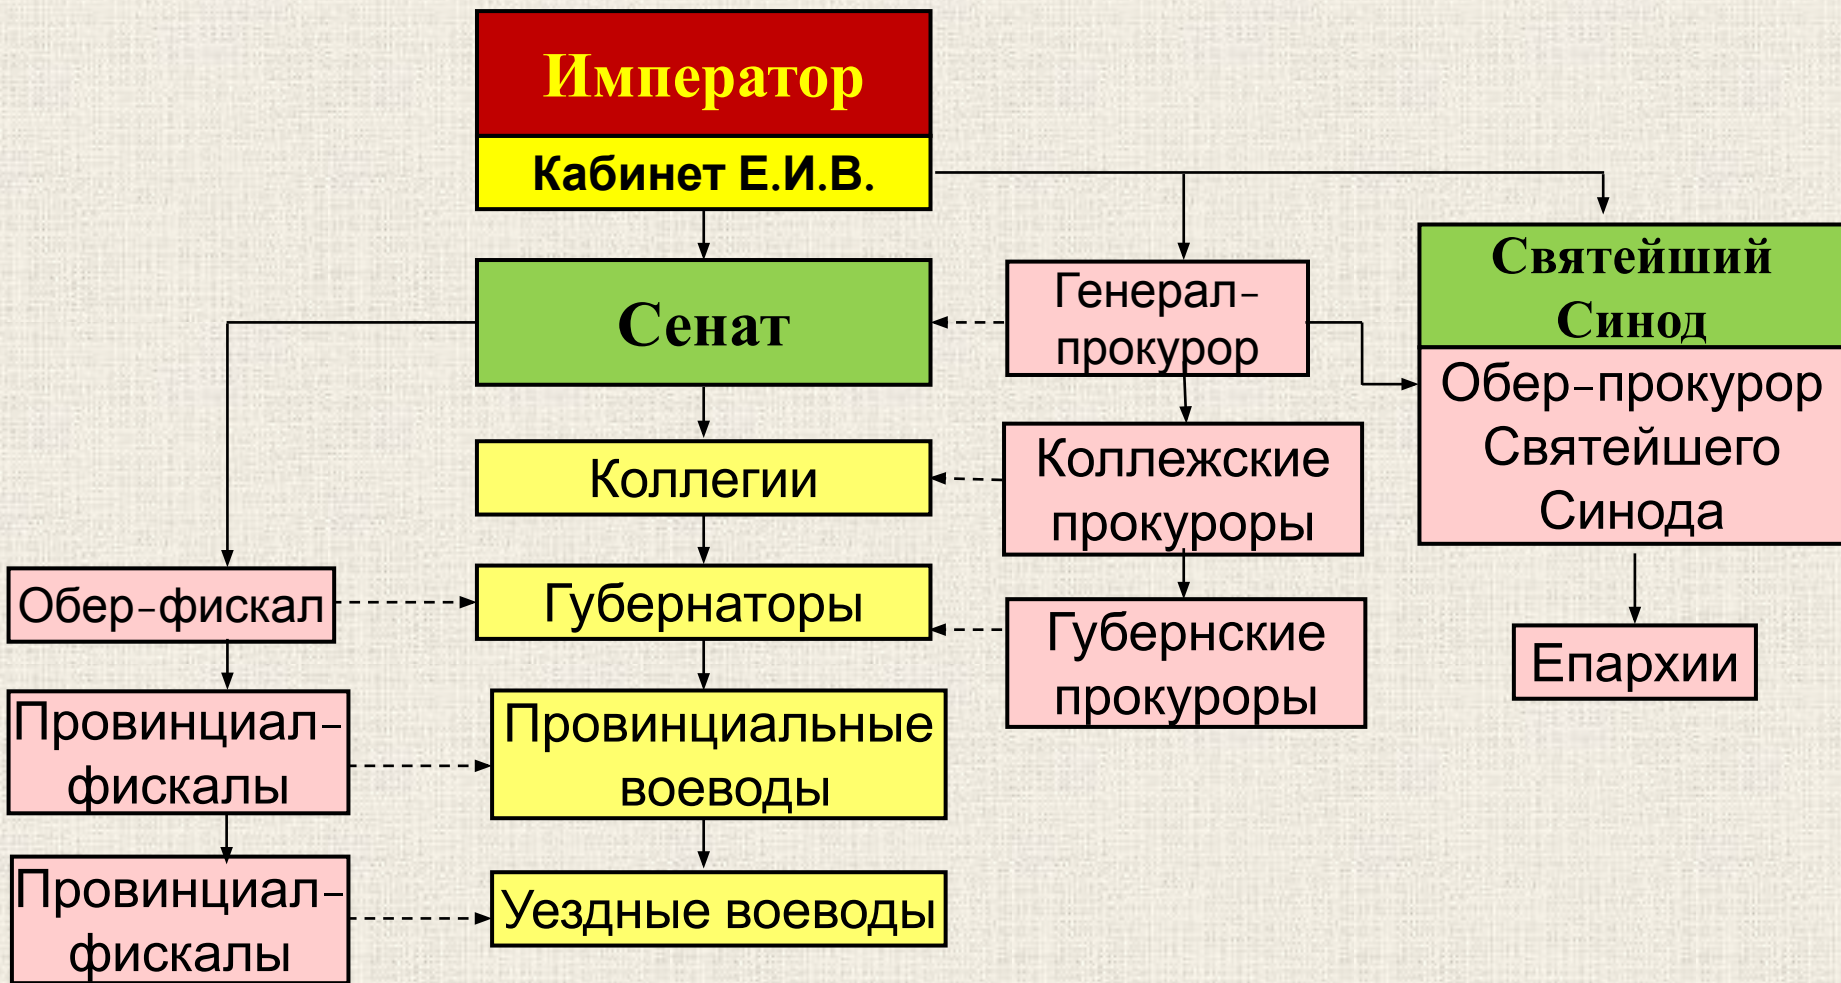 Император
Кабинет Е.И.В.
Сенат
Генерал-
прокурор
Святейший
Синод
Обер-прокурор
Святейшего
Синода
Коллегии
Коллежские
прокуроры
Обер-фискал
Губернаторы
Губернские
прокуроры
Епархии
Провинциал-
фискалы
Провинциальные
воеводы
Провинциал-
фискалы
Уездные воеводы